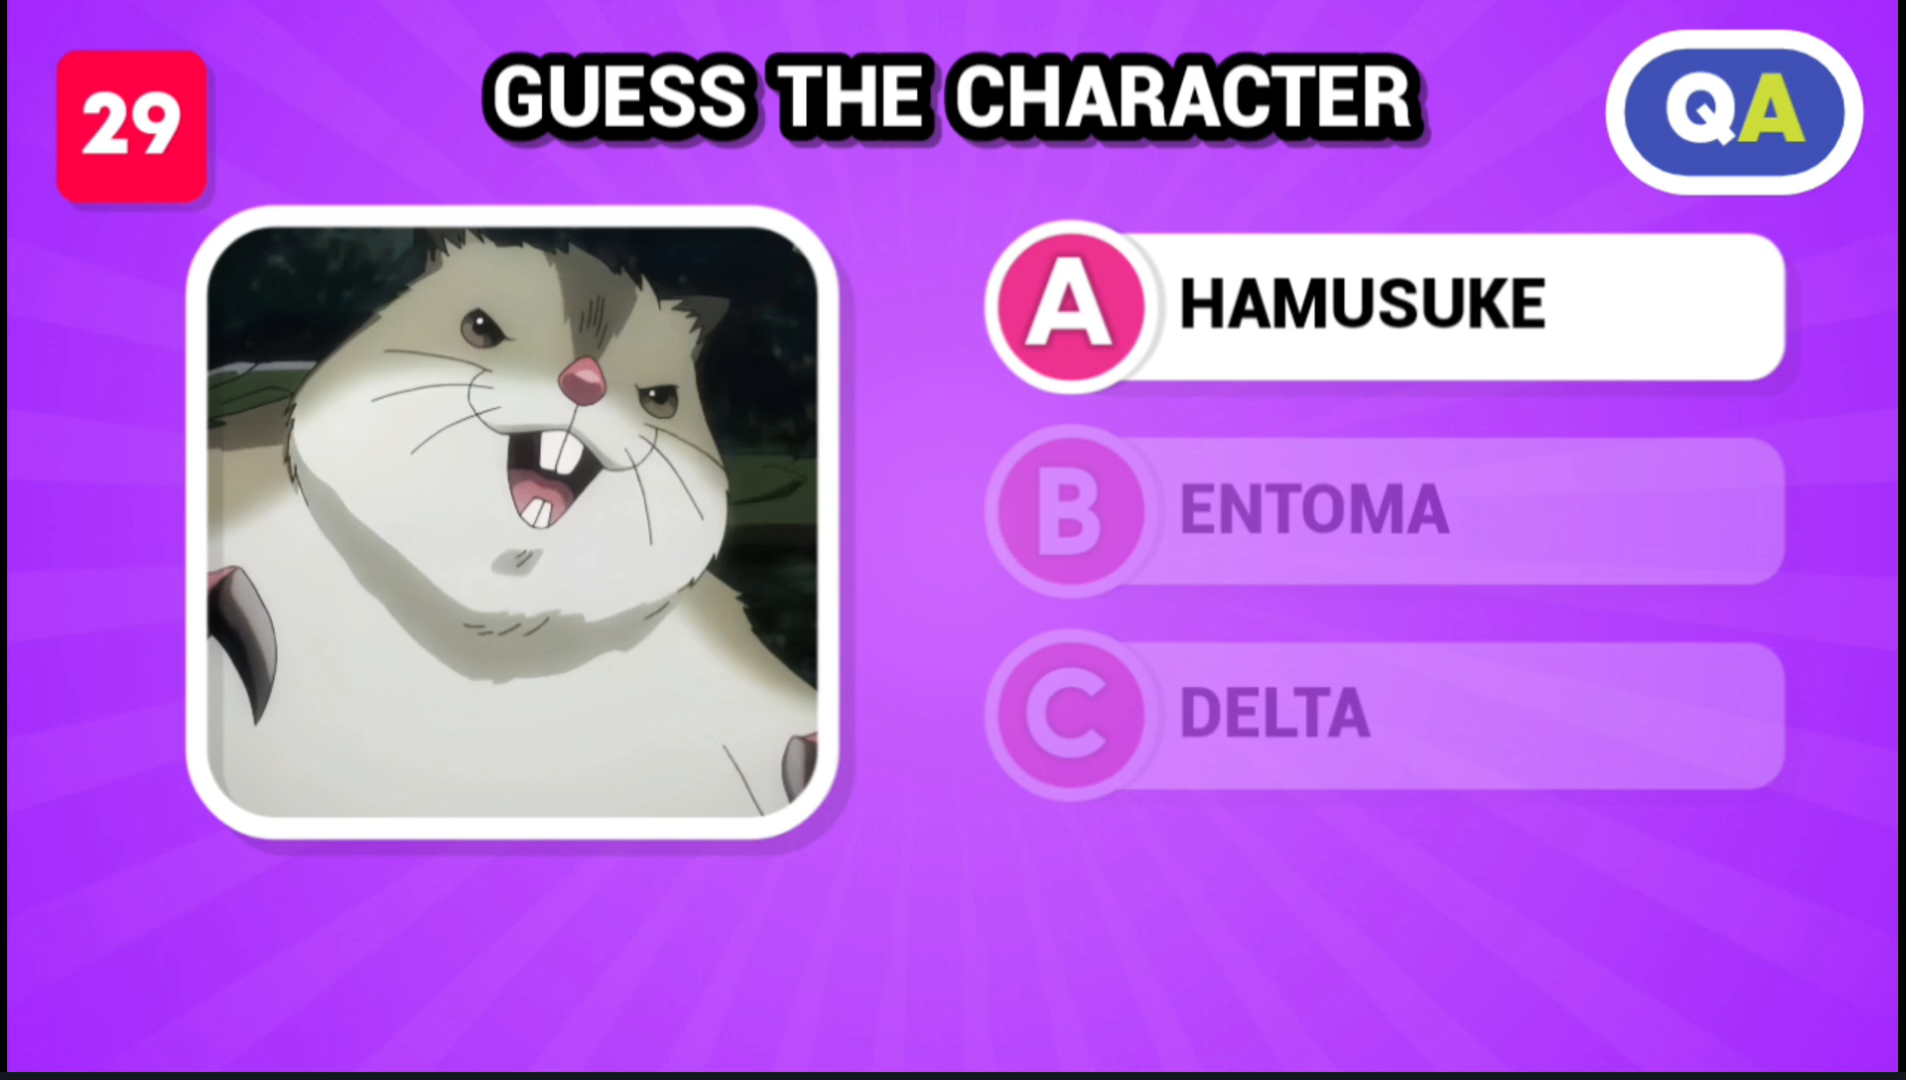 29
GUESS THE CHARACTER
QA
A HAMUSUKE
B ENTOMA
C DELTA